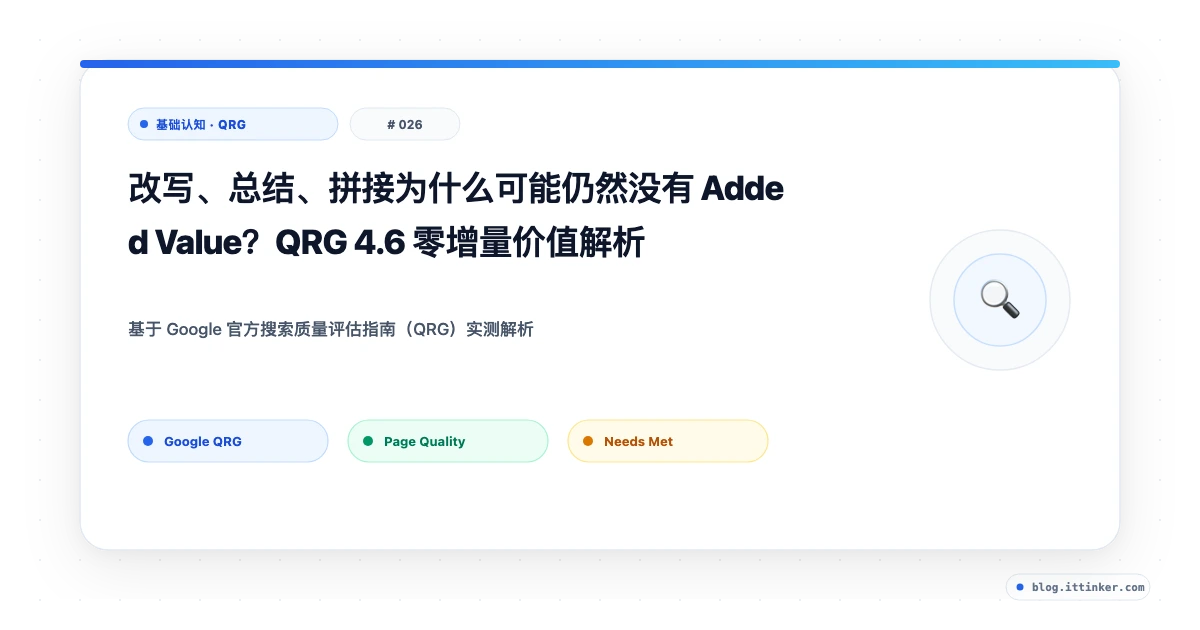 基础认知 · QRG
# 026
改写、总结、拼接为什么可能仍然没有 Adde
d Value？QRG 4.6 零增量价值解析
基于 Google 官方搜索质量评估指南（QRG）实测解析
Google QRG
Page Quality
Needs Met
blog.ittinker.com